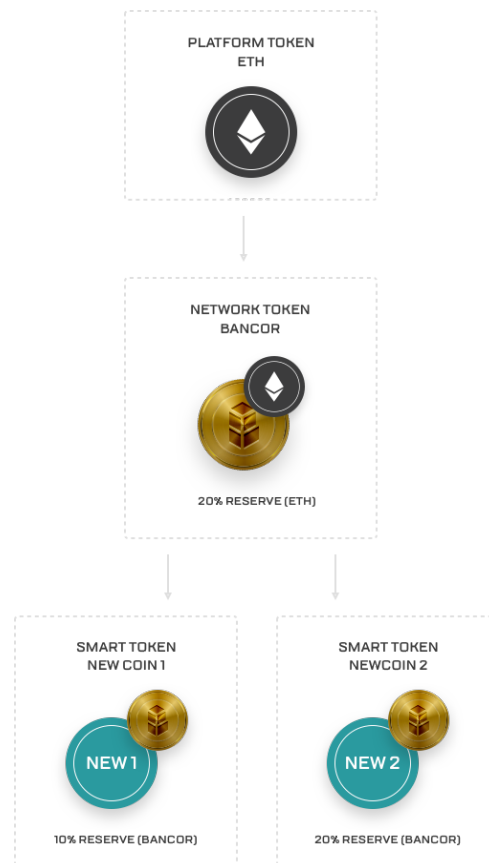 PLATFORM TOKEN
ETH
NETWORK TOKEN
BANCOR
20% RESERVE (ETH)
SMART TOKEN
NEW COIN 1
NEW 1
10% RESERVE (BANCOR)
SMART TOKEN
NEWCOIN 2
NEW 2
20% RESERVE (BANCOR)